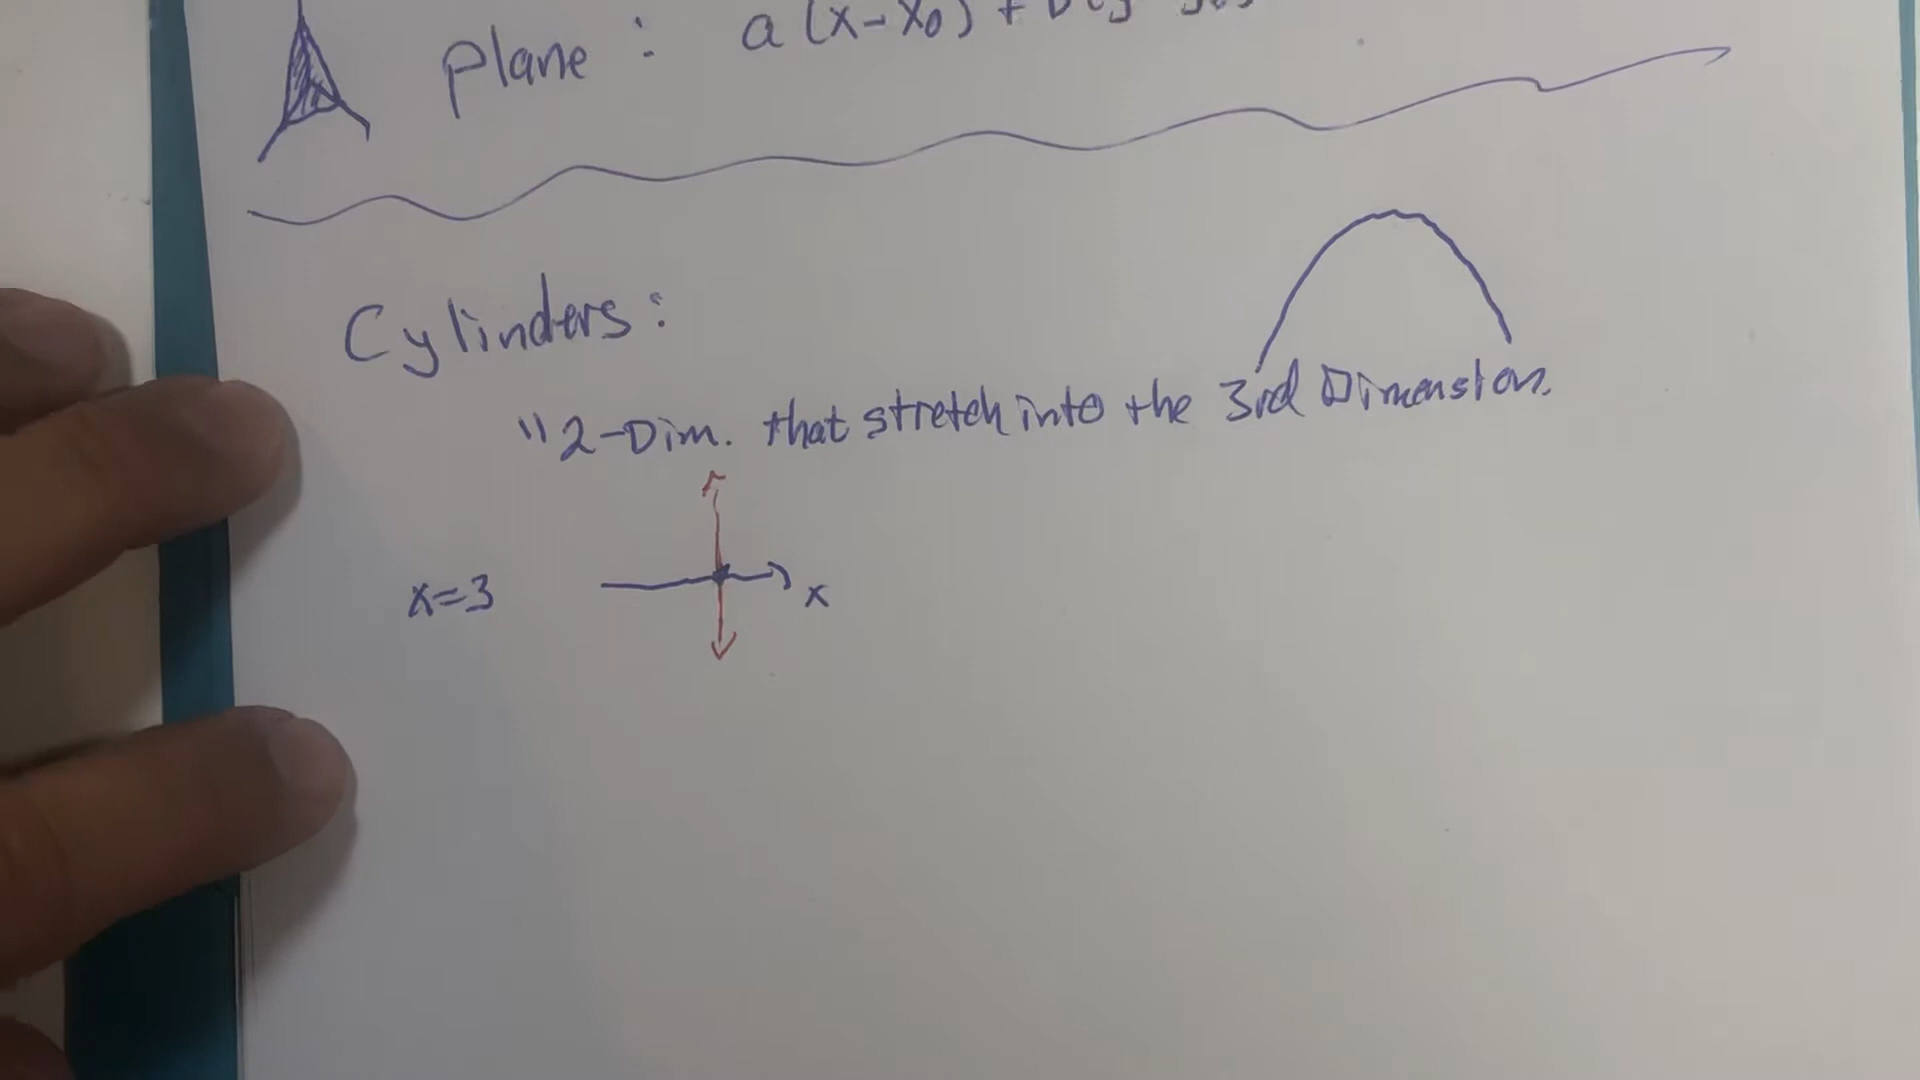 Plane : a(x-x₀) +
Cylinders :
"2-Dim. that stretch into the 3rd Dimension.
x=3
x